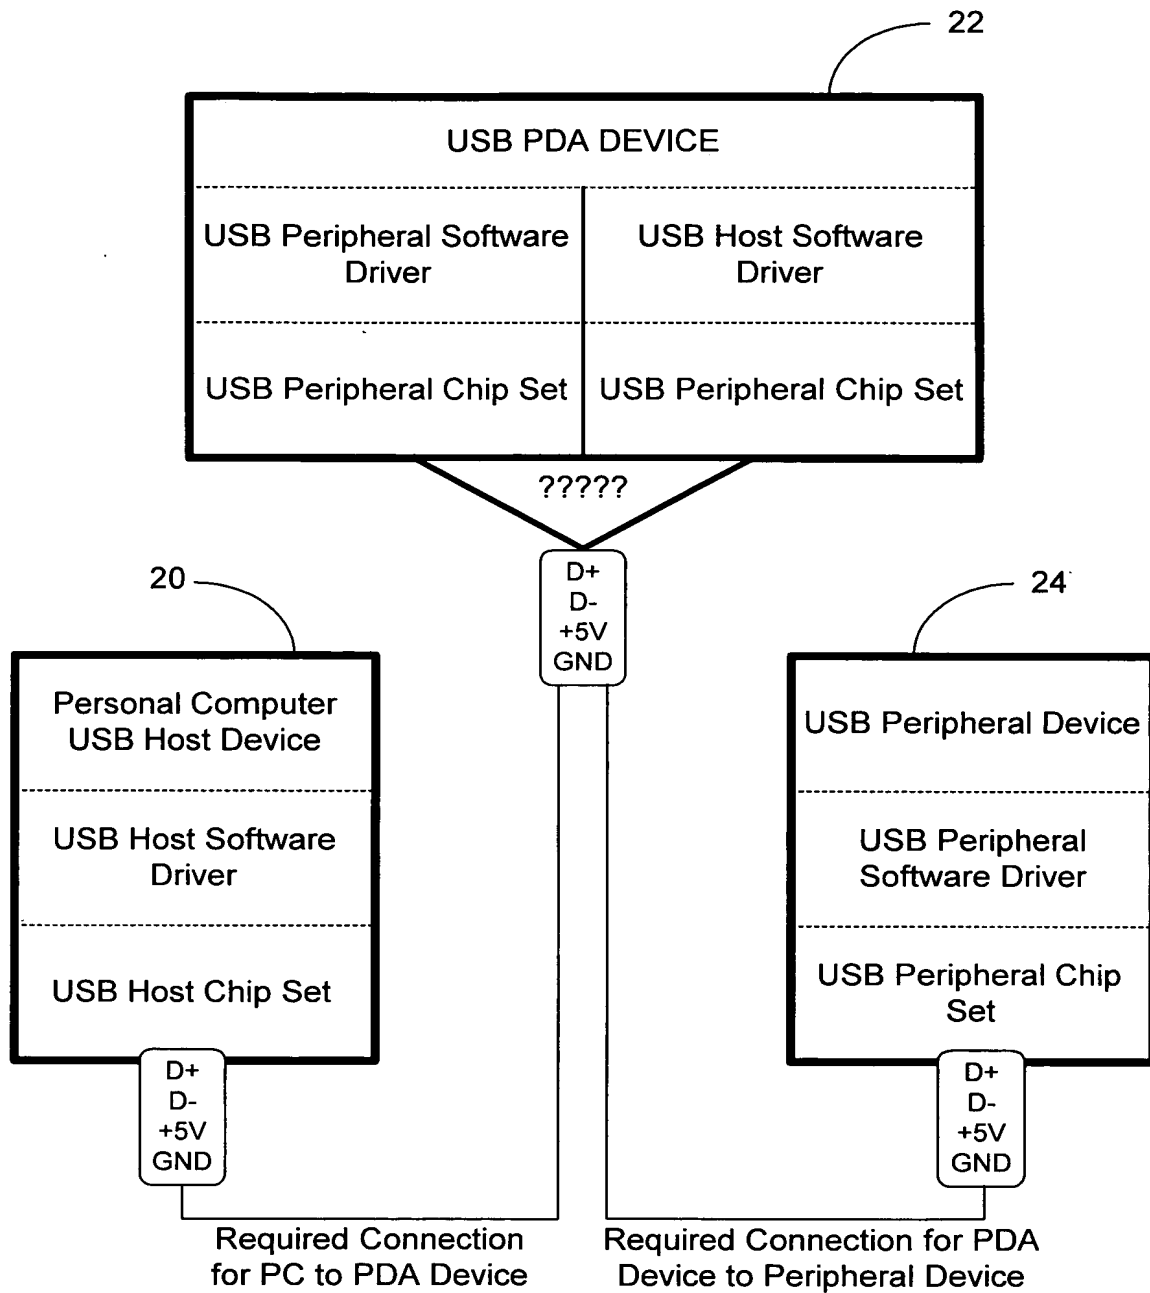 22
USB PDA DEVICE
USB Peripheral Software
Driver
USB Host Software
Driver
USB Peripheral Chip Set
USB Peripheral Chip Set
?????
D+
D-
+5V
GND
20
Personal Computer
USB Host Device
USB Host Software
Driver
USB Host Chip Set
D+
D-
+5V
GND
24
USB Peripheral Device
USB Peripheral
Software Driver
USB Peripheral Chip
Set
D+
D-
+5V
GND
Required Connection
for PC to PDA Device
Required Connection for PDA
Device to Peripheral Device